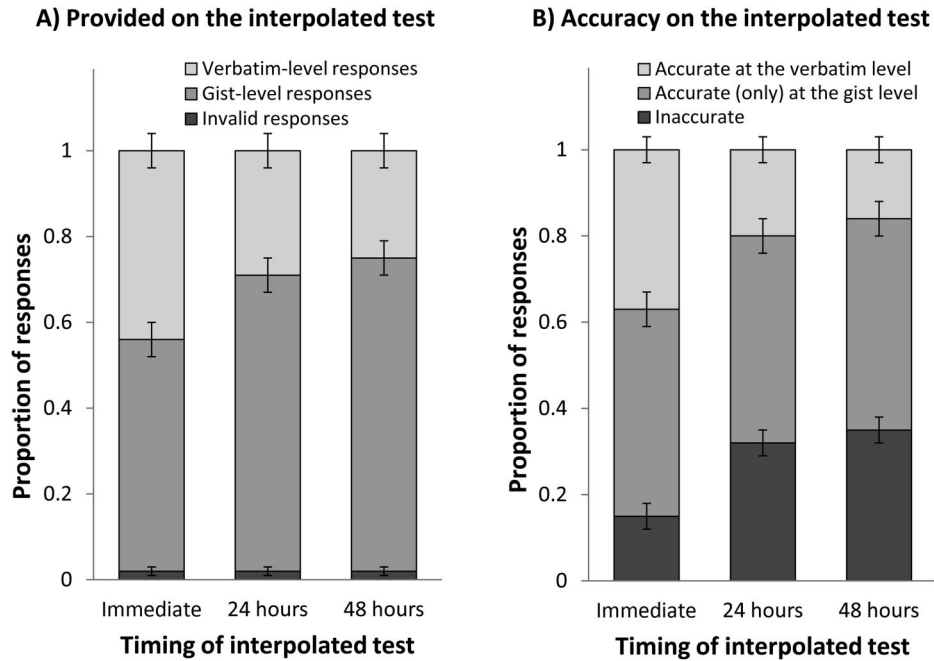 A) Provided on the interpolated test
Verbatim-level responses
Gist-level responses
Invalid responses
1
0.8
0.6
0.4
0.2
0
Proportion of responses
Immediate
24 hours
48 hours
Timing of interpolated test
B) Accuracy on the interpolated test
Accurate at the verbatim level
Accurate (only) at the gist level
Inaccurate
1
0.8
0.6
0.4
0.2
0
Proportion of responses
Immediate
24 hours
48 hours
Timing of interpolated test